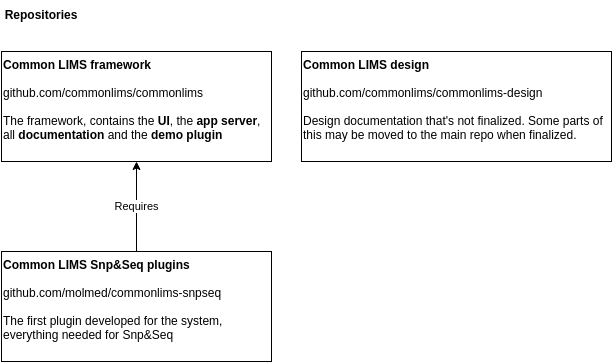 Repositories
Common LIMS framework
github.com/commonlims/commonlims
The framework, contains the UI, the app server,
all documentation and the demo plugin
Common LIMS design
github.com/commonlims/commonlims-design
Design documentation that's not finalized. Some parts of
this may be moved to the main repo when finalized.
Requires
Common LIMS Snp&Seq plugins
github.com/molmed/commonlims-snpseq
The first plugin developed for the system,
everything needed for Snp&Seq